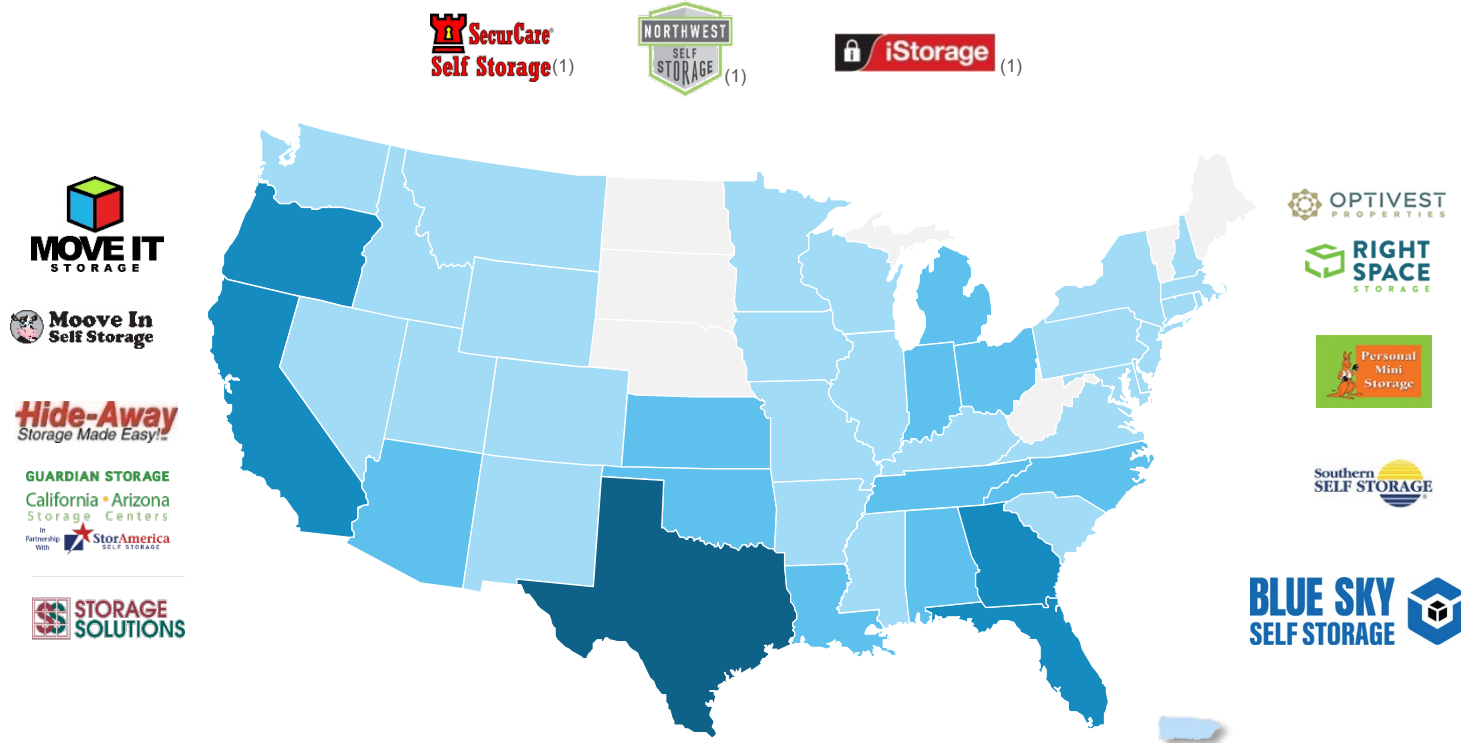 SecurCare®
Self Storage(1)
NORTHWEST
SELF
STORAGE
(1)
iStorage
(1)
MOVE IT
STORAGE
Moove In
Self Storage
Hide-Away
Storage Made Easy!
GUARDIAN STORAGE
California • Arizona
Storage Centers
In
Partnership
With
StorAmerica
SELF STORAGE
STORAGE
SOLUTIONS
OPTIVEST
PROPERTIES
RIGHT
SPACE
STORAGE
Personal
Mini
Storage
Southern
SELF STORAGE®
BLUE SKY
SELF STORAGE